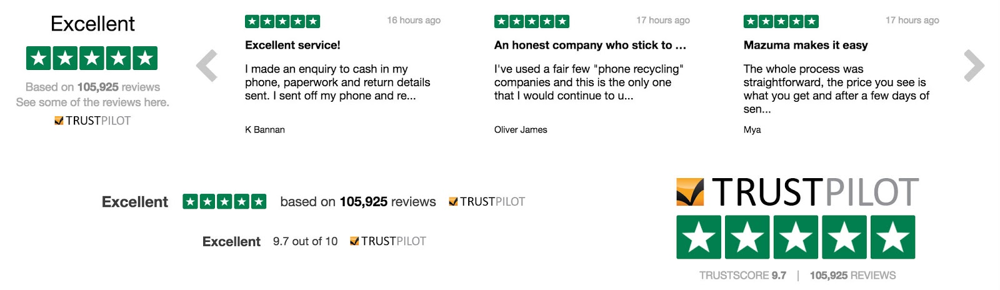 Excellent
Based on 105,925 reviews
See some of the reviews here.
TRUSTPILOT
16 hours ago
Excellent service!
I made an enquiry to cash in my
phone, paperwork and return details
sent. I sent off my phone and re...
K Bannan
17 hours ago
An honest company who stick to ...
I've used a fair few "phone recycling"
companies and this is the only one
that I would continue to u...
Oliver James
17 hours ago
Mazuma makes it easy
The whole process was
straightforward, the price you see is
what you get and after a few days of
sen...
Mya
Excellent based on 105,925 reviews TRUSTPILOT
Excellent 9.7 out of 10 TRUSTPILOT
TRUSTPILOT
TRUSTSCORE 9.7 | 105,925 REVIEWS